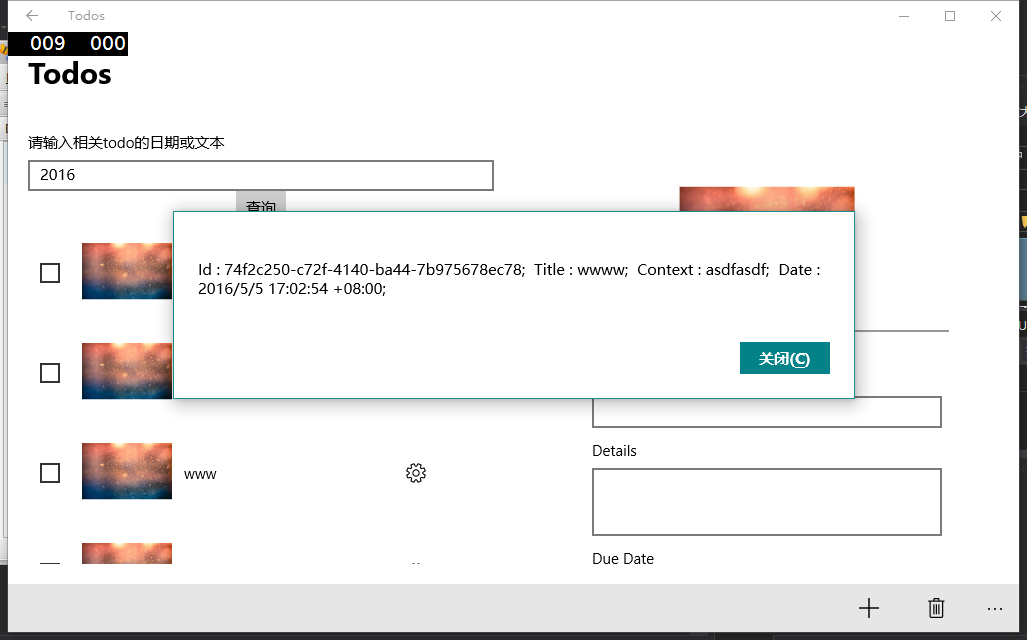 Todos
009 000
Todos
请输入相关todo的日期或文本
2016
查询
Id : 74f2c250-c72f-4140-ba44-7b975678ec78; Title : wwww; Context : asdfasdf; Date :
2016/5/5 17:02:54 +08:00;
关闭(C)
www
Details
Due Date